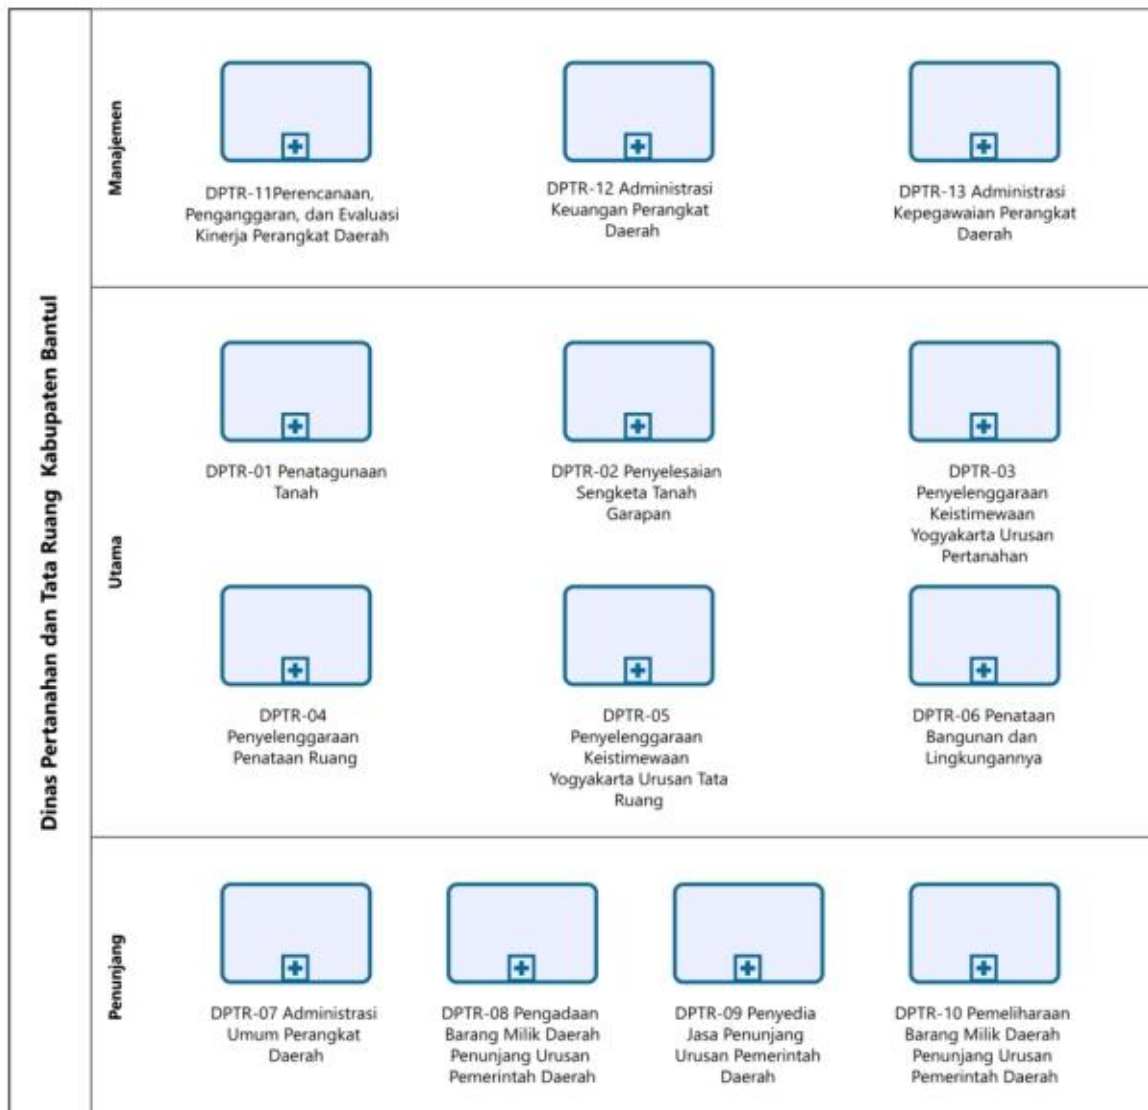 Dinas Pertanahan dan Tata Ruang Kabupaten Bantul
Manajemen
DPTR-11Perencanaan,
Penganggaran, dan Evaluasi
Kinerja Perangkat Daerah
DPTR-12 Administrasi
Keuangan Perangkat
Daerah
DPTR-13 Administrasi
Kepegawaian Perangkat
Daerah
Utama
DPTR-01 Penatagunaan
Tanah
DPTR-02 Penyelesaian
Sengketa Tanah
Garapan
DPTR-03
Penyelenggaraan
Keistimewaan
Yogyakarta Urusan
Pertanahan
DPTR-04
Penyelenggaraan
Penataan Ruang
DPTR-05
Penyelenggaraan
Keistimewaan
Yogyakarta Urusan Tata
Ruang
DPTR-06 Penataan
Bangunan dan
Lingkungannya
Penunjang
DPTR-07 Administrasi
Umum Perangkat
Daerah
DPTR-08 Pengadaan
Barang Milik Daerah
Penunjang Urusan
Pemerintah Daerah
DPTR-09 Penyedia
Jasa Penunjang
Urusan Pemerintah
Daerah
DPTR-10 Pemeliharaan
Barang Milik Daerah
Penunjang Urusan
Pemerintah Daerah